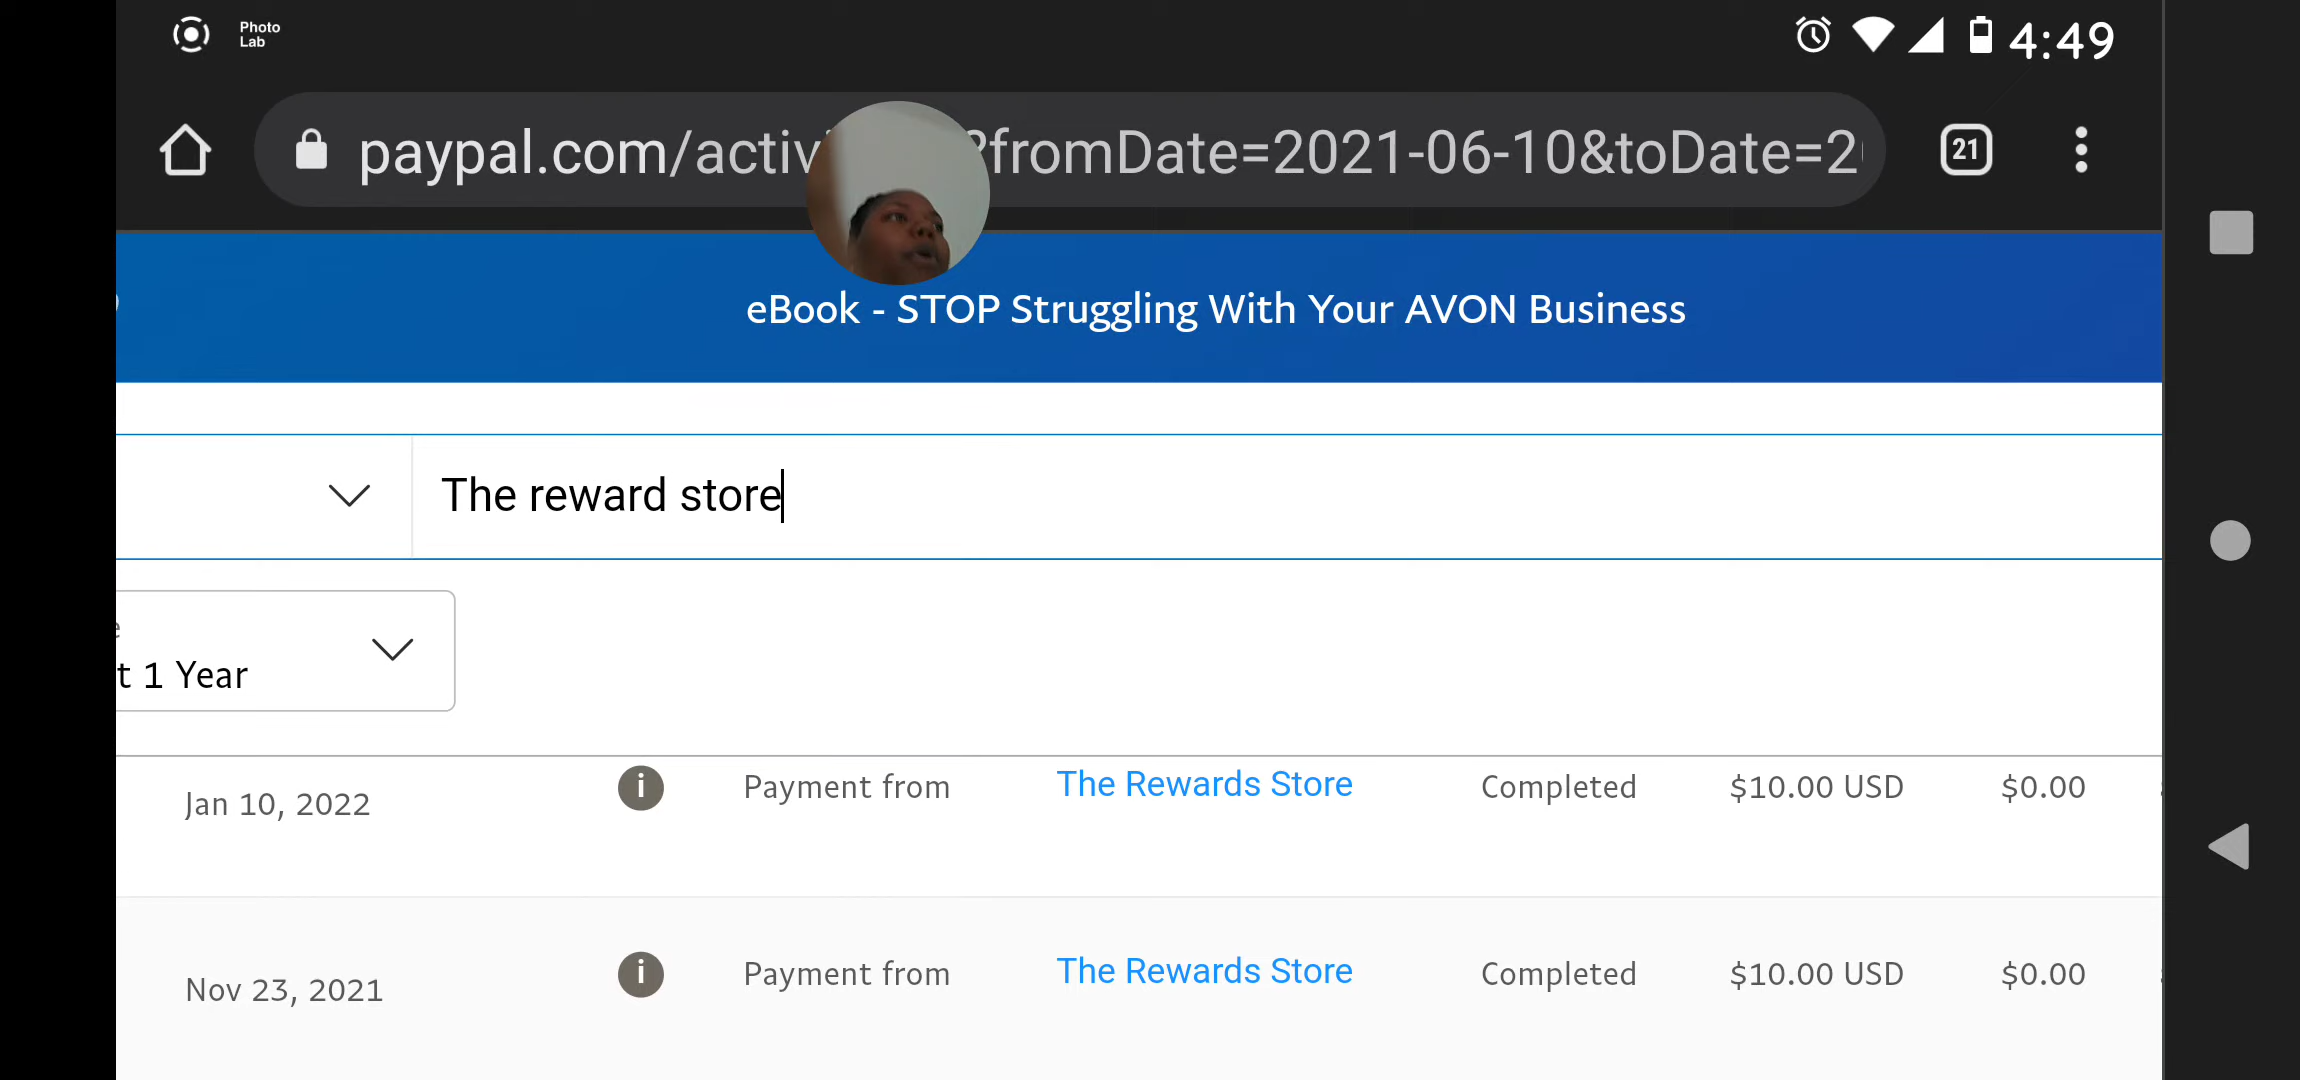 Photo
Lab
4:49
paypal.com/activ ?fromDate=2021-06-10&toDate=2
21
eBook - STOP Struggling With Your AVON Business
The reward store
t 1 Year
Jan 10, 2022 i Payment from The Rewards Store Completed $10.00 USD $0.00
Nov 23, 2021 i Payment from The Rewards Store Completed $10.00 USD $0.00